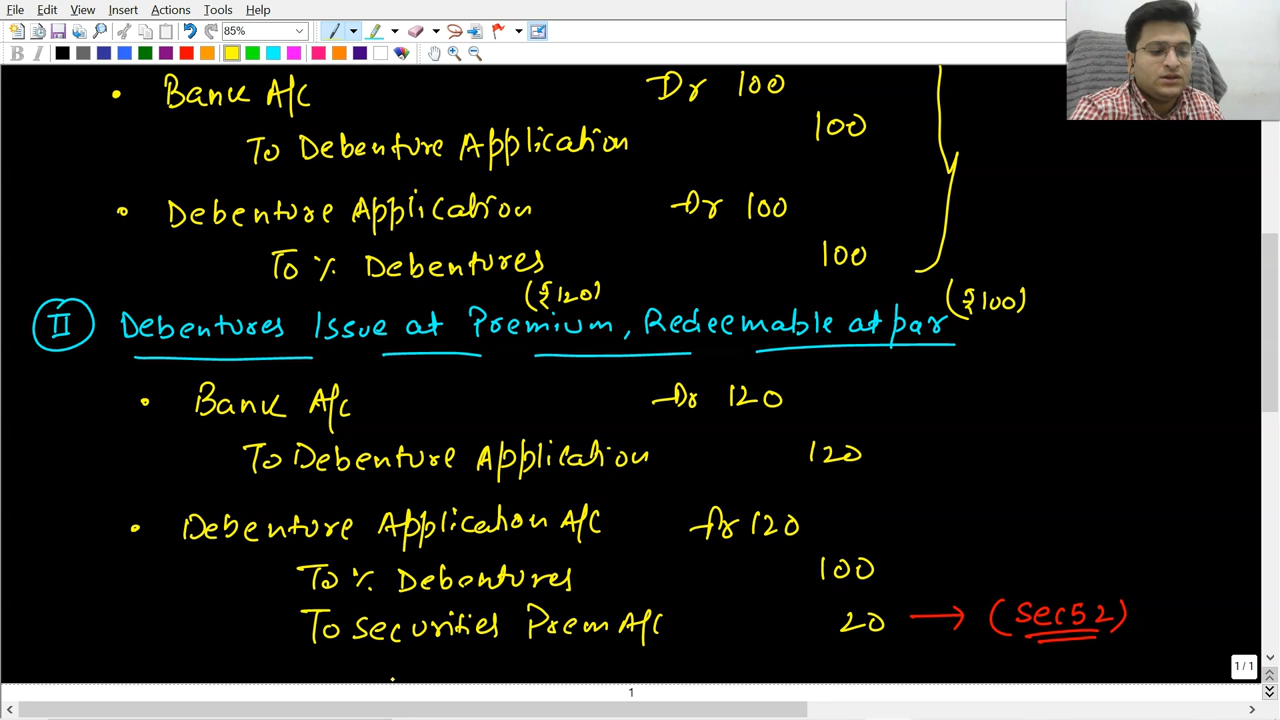 File Edit View Insert Actions Tools Help
85%
B I U
• Bank A/c Dr 100
To Debenture Application 100
• Debenture Application Dr 100
To % Debentures 100
(₹120) (₹100)
II Debentures Issue at Premium, Redeemable at par
• Bank A/c Dr 120
To Debenture Application 120
• Debenture Application A/c Dr 120
To % Debentures 100
To Securities Prem A/c 20 → (Sec 52)
1/1
1